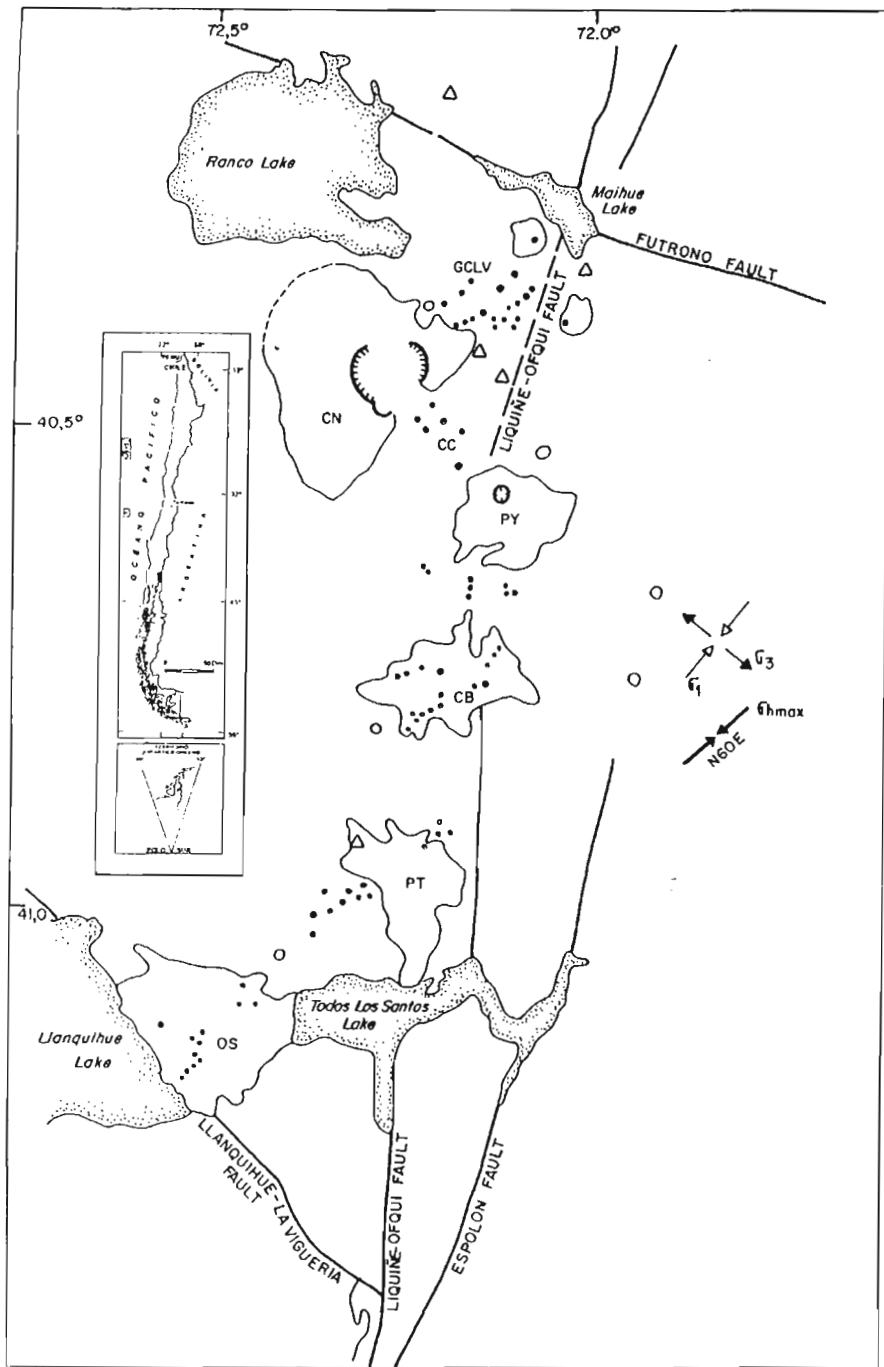 72,5°
72.0°
Ranco Lake
Maihue
Lake
FUTRONO FAULT
GCLV
LIQUIÑE-OFQUI FAULT
40,5°
CN
CC
PY
OCÉANO PACIFICO
CHILE
BOLIVIA
ARGENTINA
CB
σ3
σ1
σhmax
N60E
PT
41,0
Todos Los Santos
Lake
Llanquihue
Lake
OS
LLANQUIHUE-LA VIGUERIA
FAULT
LIQUIÑE-OFQUI FAULT
ESPOLON FAULT